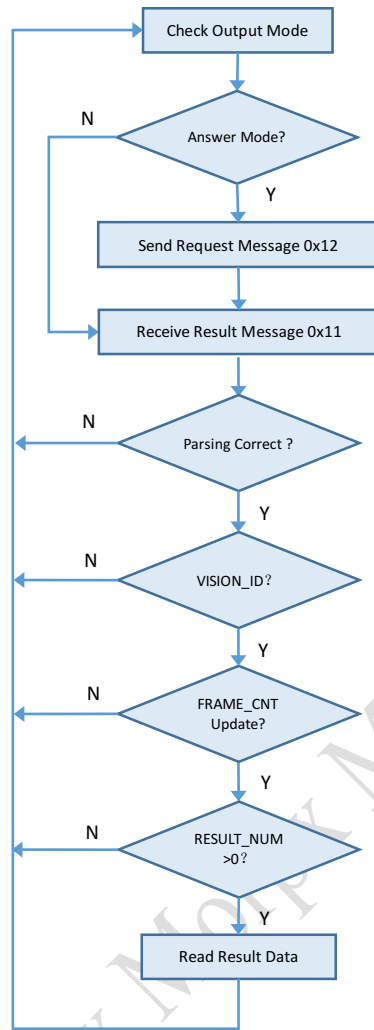 Check Output Mode
N
Answer Mode?
Y
Send Request Message 0x12
Receive Result Message 0x11
N
Parsing Correct ?
Y
N
VISION_ID?
Y
N
FRAME_CNT
Update?
Y
N
RESULT_NUM
>0?
Y
Read Result Data
Morpx